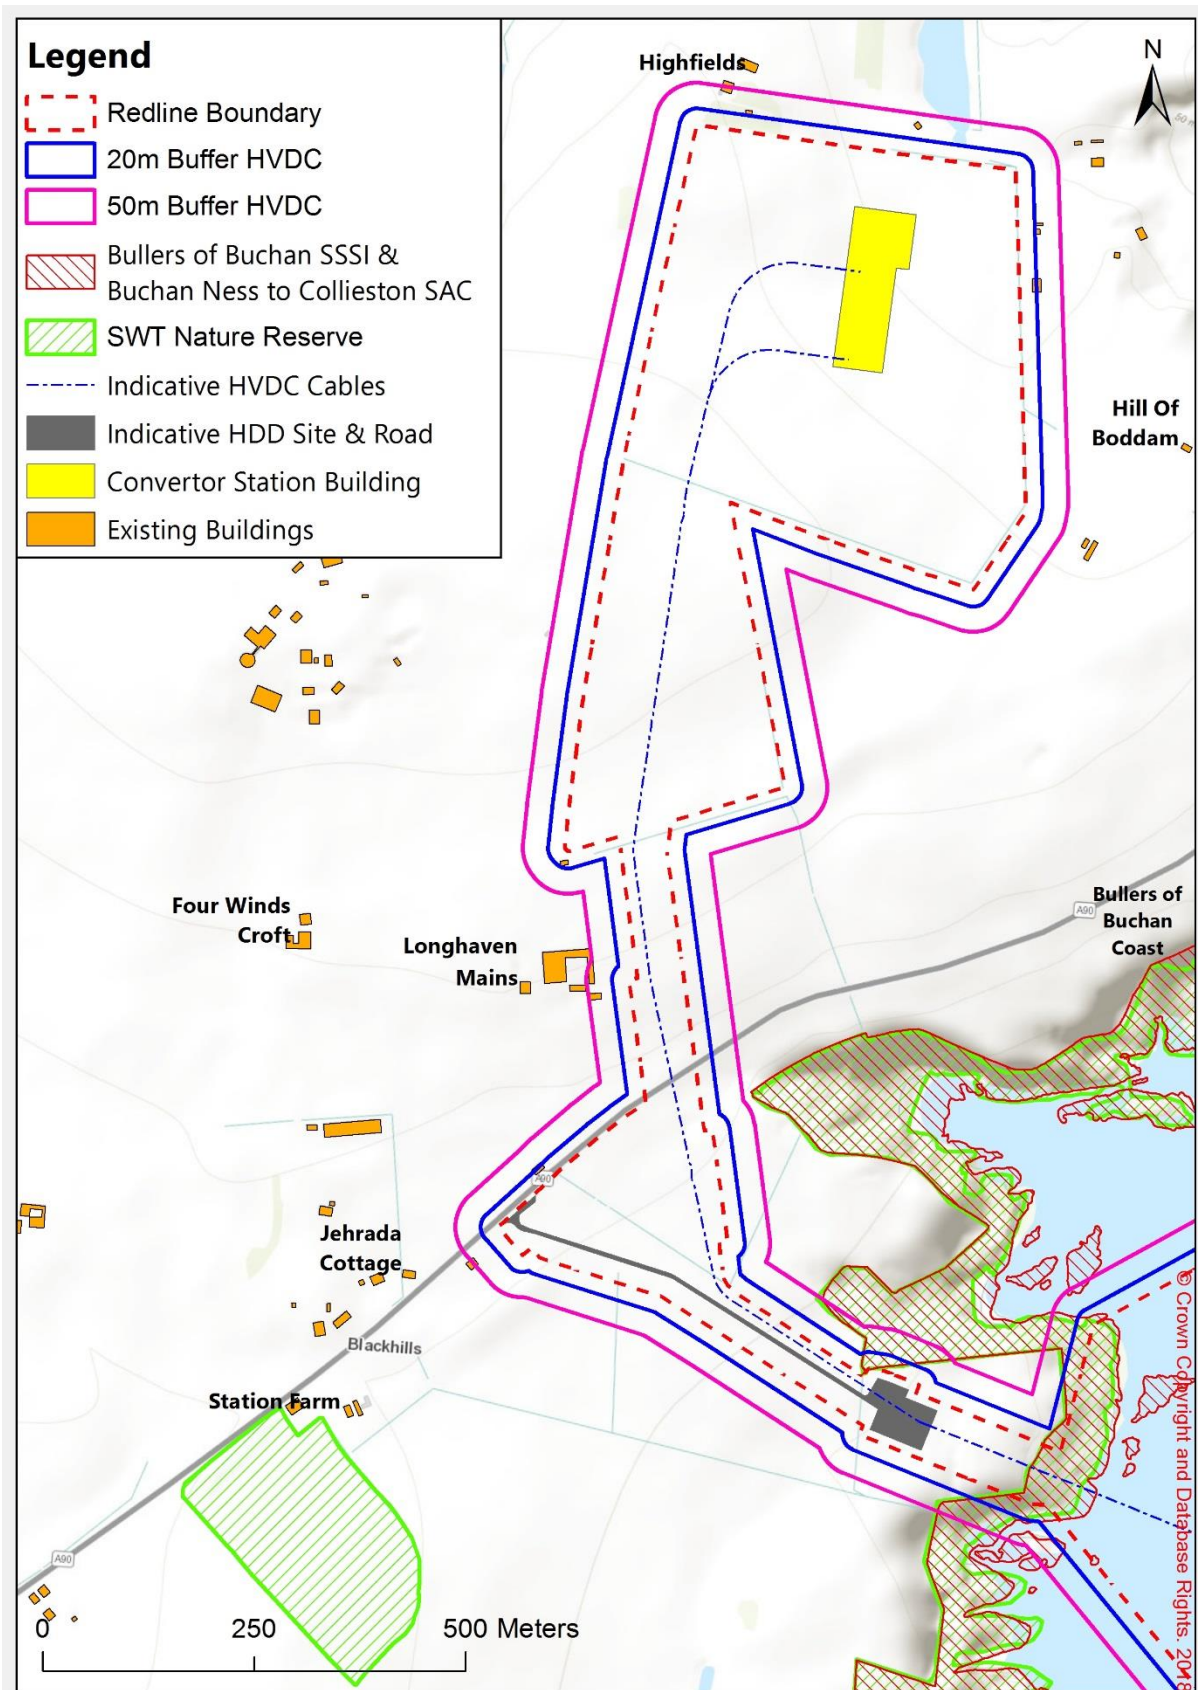 Legend
Redline Boundary
20m Buffer HVDC
50m Buffer HVDC
Bullers of Buchan SSSI &
Buchan Ness to Collieston SAC
SWT Nature Reserve
Indicative HVDC Cables
Indicative HDD Site & Road
Convertor Station Building
Existing Buildings
Highfields
N
50 m
Hill Of
Boddam
Four Winds
Croft
Longhaven
Mains
A90
Bullers of
Buchan
Coast
A90
Jehrada
Cottage
Blackhills
Station Farm
A90
0 250 500 Meters
© Crown Copyright and Database Rights. 2018